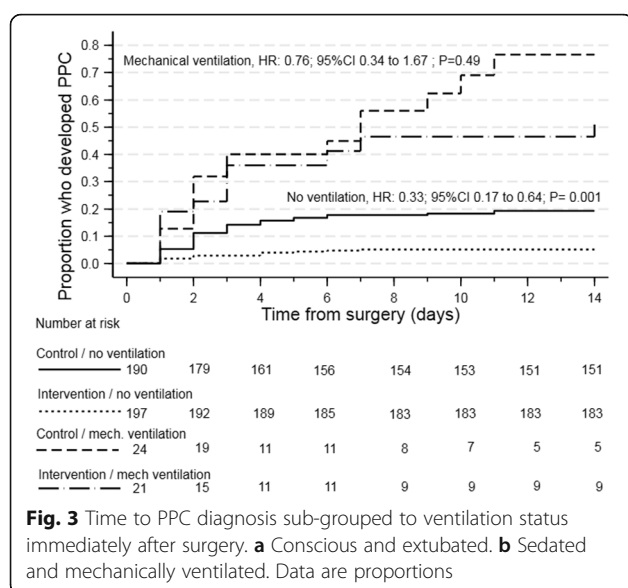 Proportion who developed PPC
0.8
0.7
0.6
0.5
0.4
0.3
0.2
0.1
0.0
Mechanical ventilation, HR: 0.76; 95%CI 0.34 to 1.67 ; P=0.49
No ventilation, HR: 0.33; 95%CI 0.17 to 0.64; P= 0.001
0 2 4 6 8 10 12 14
Time from surgery (days)
Number at risk
Control / no ventilation
190 179 161 156 154 153 151 151
Intervention / no ventilation
197 192 189 185 183 183 183 183
Control / mech. ventilation
24 19 11 11 8 7 5 5
Intervention / mech ventilation
21 15 11 11 9 9 9 9
Fig. 3 Time to PPC diagnosis sub-grouped to ventilation status
immediately after surgery. a Conscious and extubated. b Sedated
and mechanically ventilated. Data are proportions